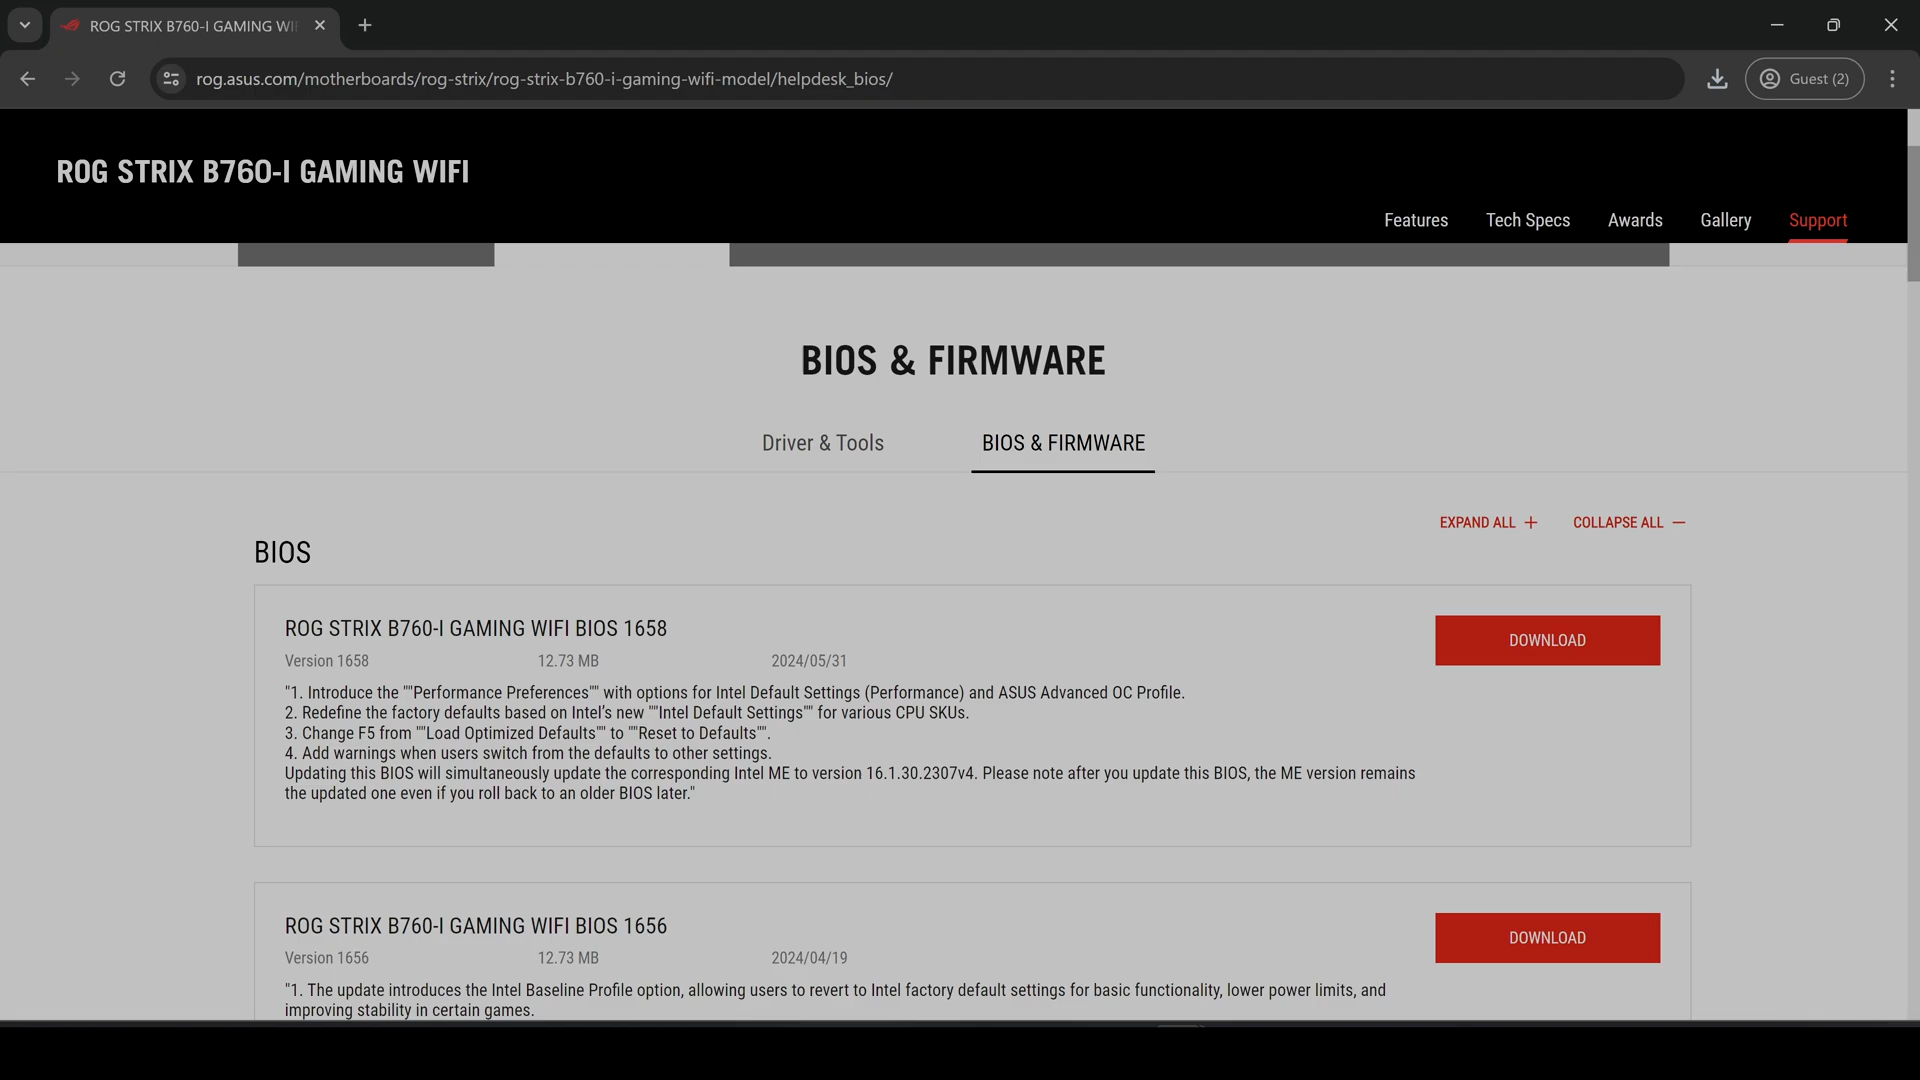 ROG STRIX B760-I GAMING WIF
rog.asus.com/motherboards/rog-strix/rog-strix-b760-i-gaming-wifi-model/helpdesk_bios/
Guest (2)
ROG STRIX B760-I GAMING WIFI
Features Tech Specs Awards Gallery Support
BIOS & FIRMWARE
Driver & Tools BIOS & FIRMWARE
EXPAND ALL + COLLAPSE ALL −
BIOS
ROG STRIX B760-I GAMING WIFI BIOS 1658
DOWNLOAD
Version 1658 12.73 MB 2024/05/31
"1. Introduce the ""Performance Preferences"" with options for Intel Default Settings (Performance) and ASUS Advanced OC Profile.
2. Redefine the factory defaults based on Intel’s new ""Intel Default Settings"" for various CPU SKUs.
3. Change F5 from ""Load Optimized Defaults"" to ""Reset to Defaults"".
4. Add warnings when users switch from the defaults to other settings.
Updating this BIOS will simultaneously update the corresponding Intel ME to version 16.1.30.2307v4. Please note after you update this BIOS, the ME version remains
the updated one even if you roll back to an older BIOS later."
ROG STRIX B760-I GAMING WIFI BIOS 1656
DOWNLOAD
Version 1656 12.73 MB 2024/04/19
"1. The update introduces the Intel Baseline Profile option, allowing users to revert to Intel factory default settings for basic functionality, lower power limits, and
improving stability in certain games.